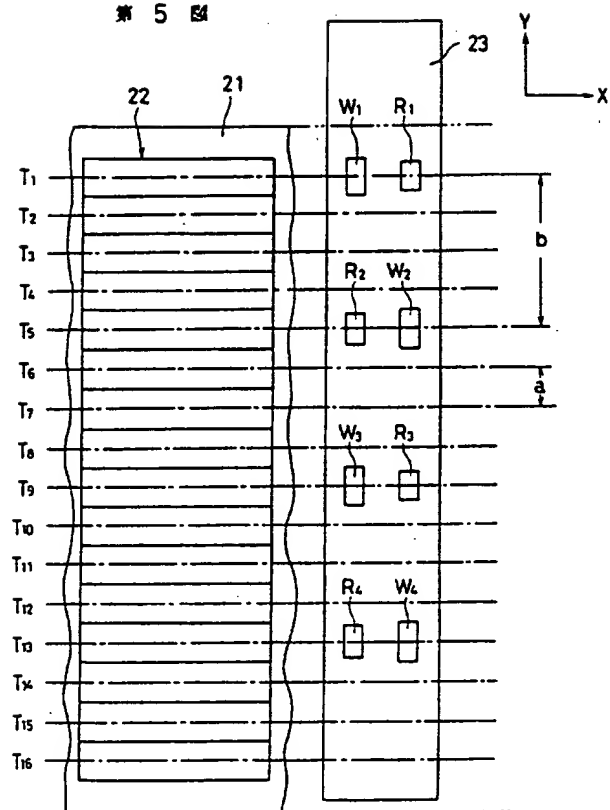 第 5 図
Y
X
23
22
21
W₁
R₁
T₁
T₂
b
T₃
T₄
R₂
W₂
T₅
T₆
a
T₇
W₃
R₃
T₈
T₉
T₁₀
T₁₁
R₄
W₄
T₁₂
T₁₃
T₁₄
T₁₅
T₁₆